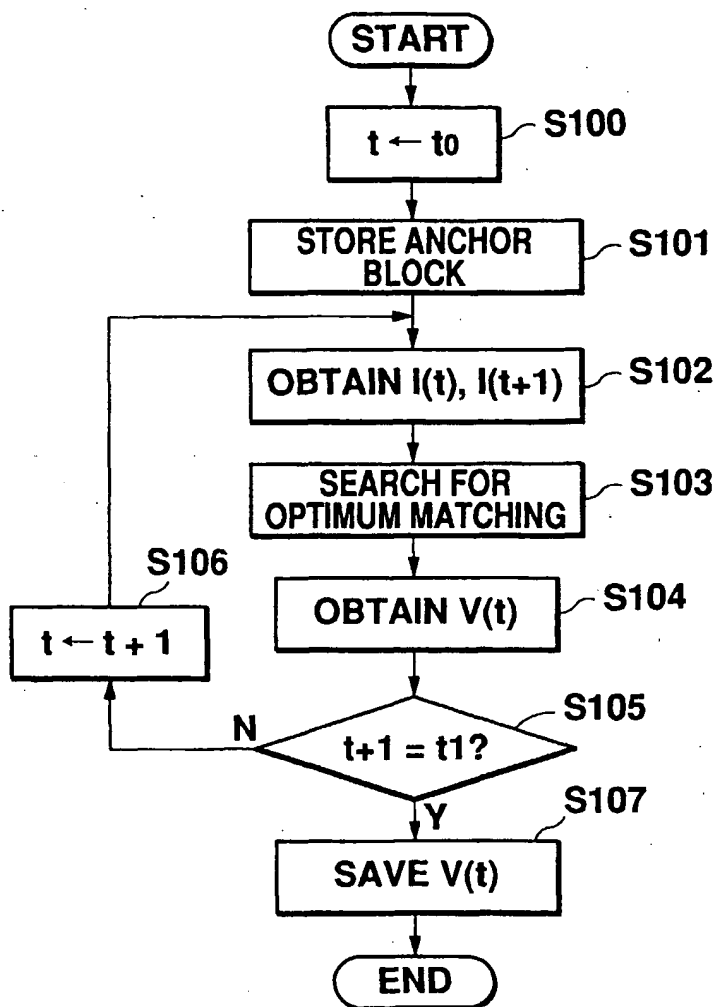 START
S100
t ← t0
STORE ANCHOR
BLOCK
S101
OBTAIN I(t), I(t+1)
S102
SEARCH FOR
OPTIMUM MATCHING
S103
S106
t ← t + 1
OBTAIN V(t)
S104
N
t+1 = t1?
S105
Y
S107
SAVE V(t)
END